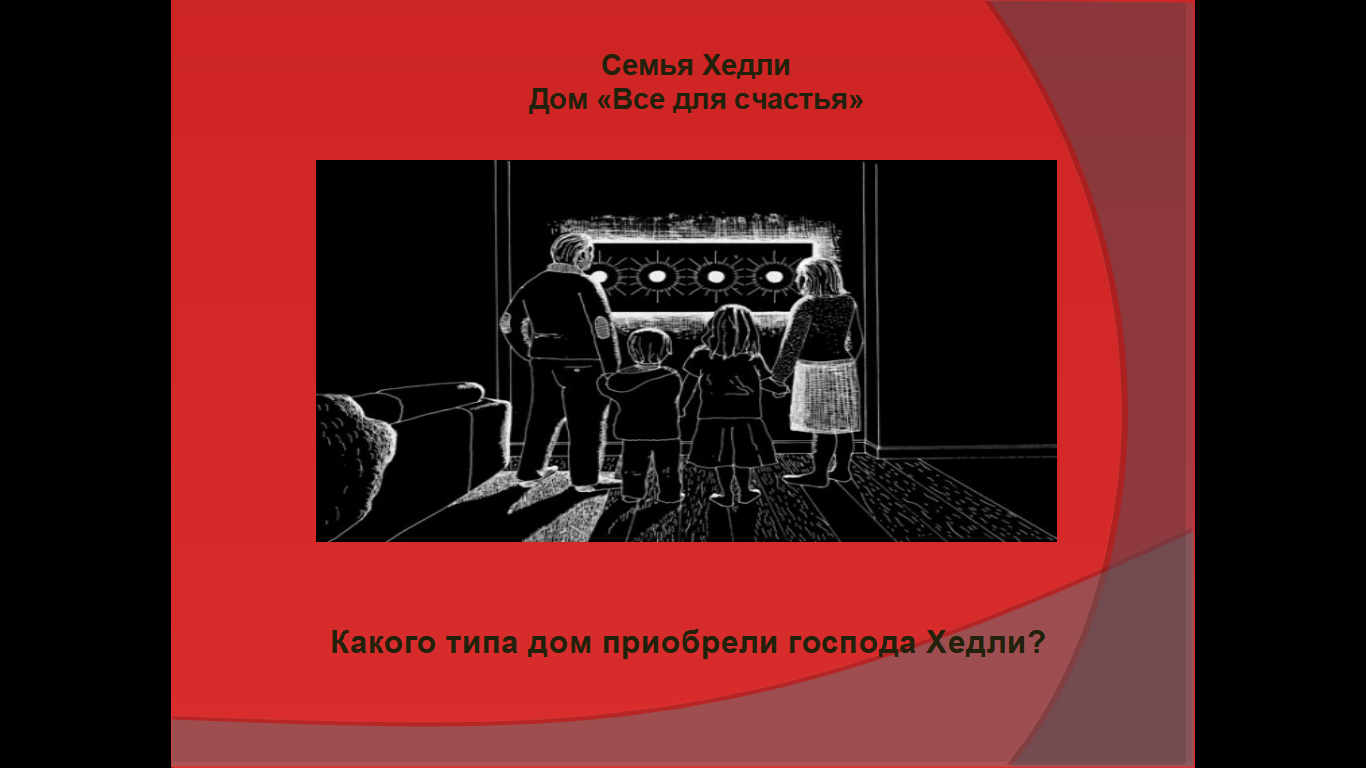 Семья Хедли
Дом «Все для счастья»
Какого типа дом приобрели господа Хедли?